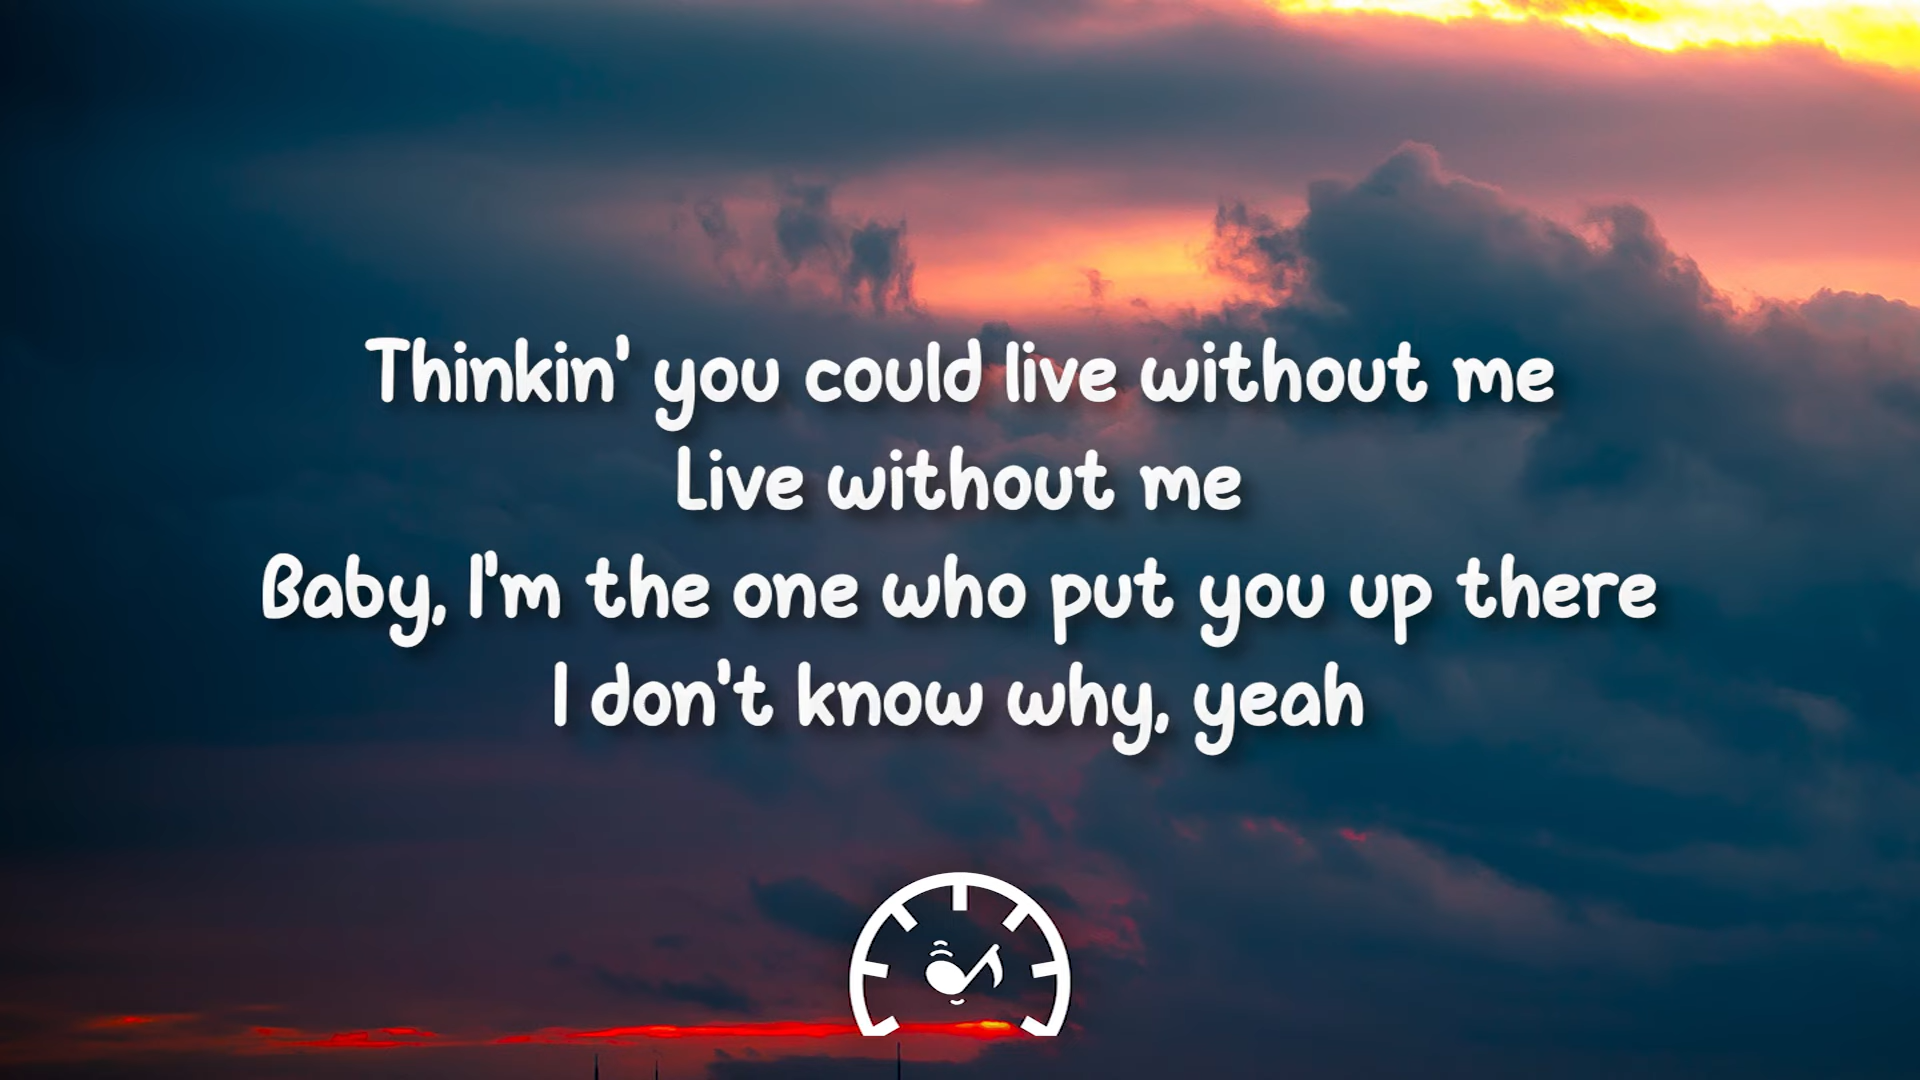 Thinkin' you could live without me
Live without me
Baby, I'm the one who put you up there
I don't know why, yeah